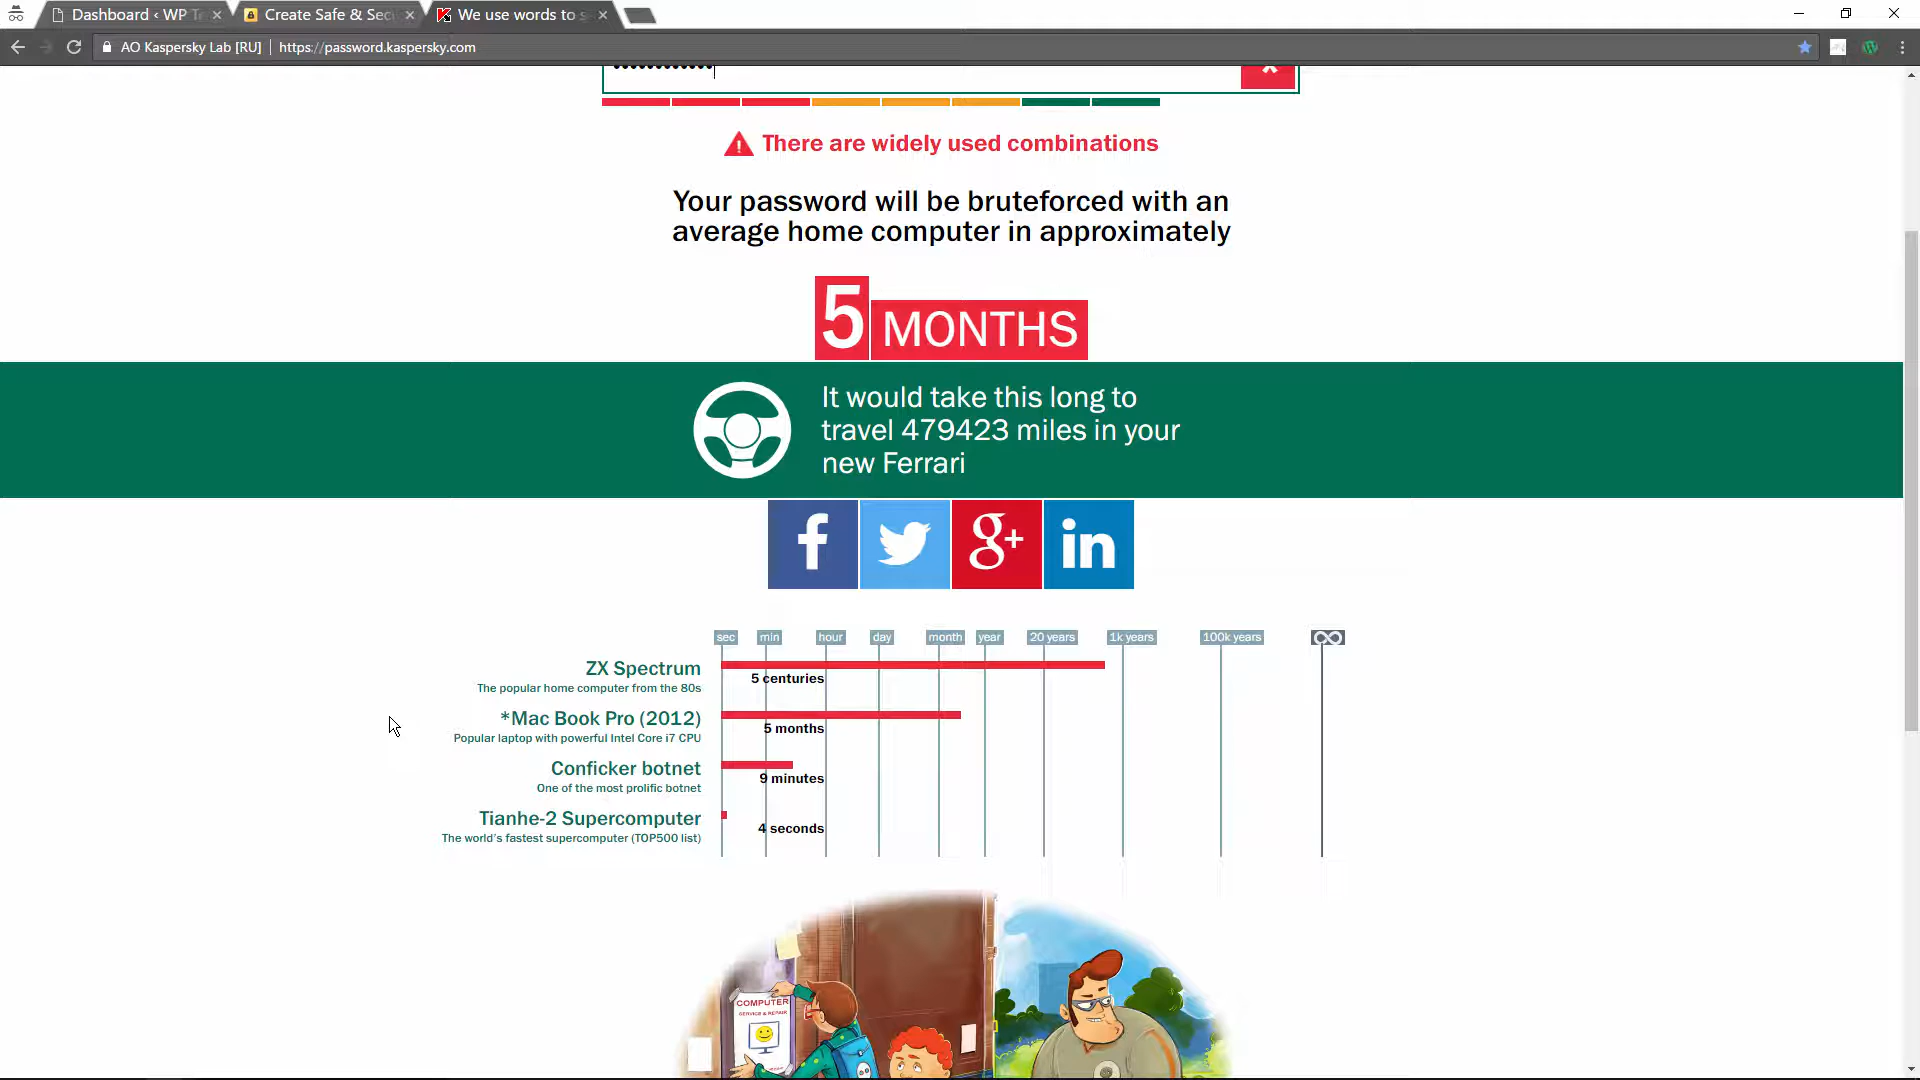 Dashboard ‹ WP T
Create Safe & Sec
We use words to s
AO Kaspersky Lab [RU]
https://password.kaspersky.com
There are widely used combinations
Your password will be bruteforced with an
average home computer in approximately
5 MONTHS
It would take this long to
travel 479423 miles in your
new Ferrari
f
g+
in
sec min hour day month year 20 years 1k years 100k years ∞
ZX Spectrum
The popular home computer from the 80s
5 centuries
*Mac Book Pro (2012)
Popular laptop with powerful Intel Core i7 CPU
5 months
Conficker botnet
One of the most prolific botnet
9 minutes
Tianhe-2 Supercomputer
The world's fastest supercomputer (TOP500 list)
4 seconds
COMPUTER
SERVICE & REPAIR